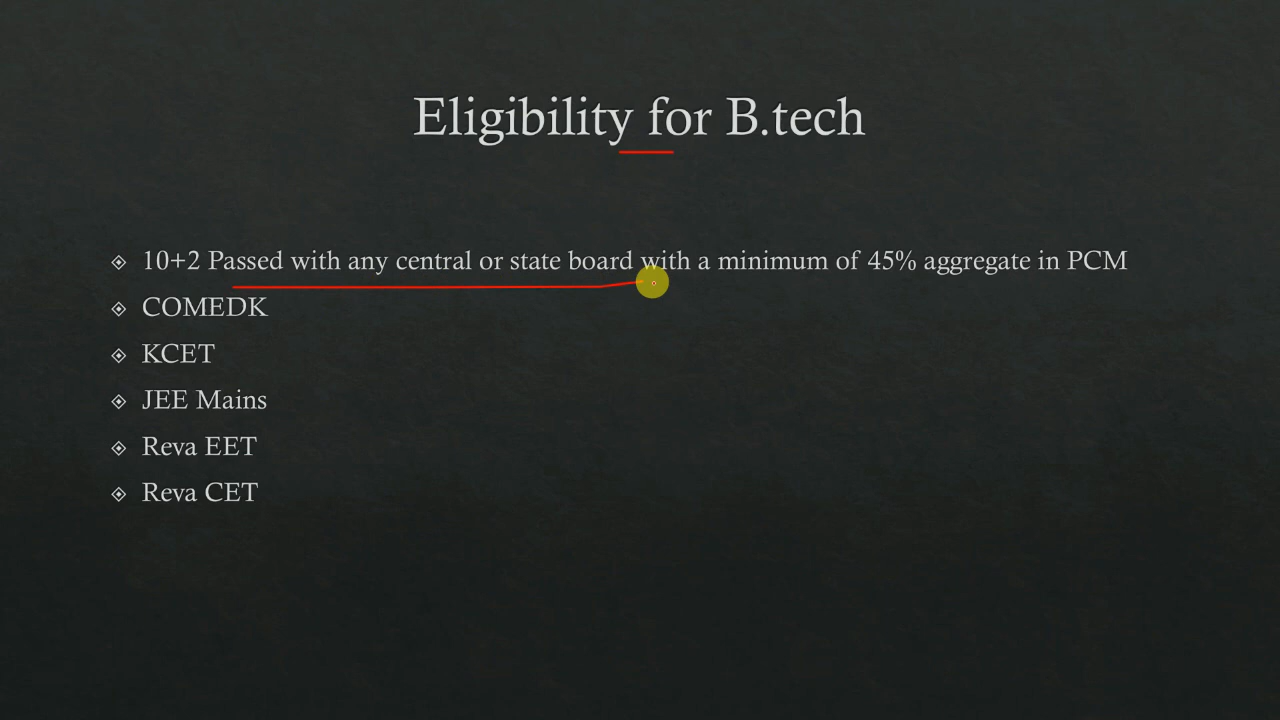 Eligibility for B.tech
10+2 Passed with any central or state board with a minimum of 45% aggregate in PCM
COMEDK
KCET
JEE Mains
Reva EET
Reva CET